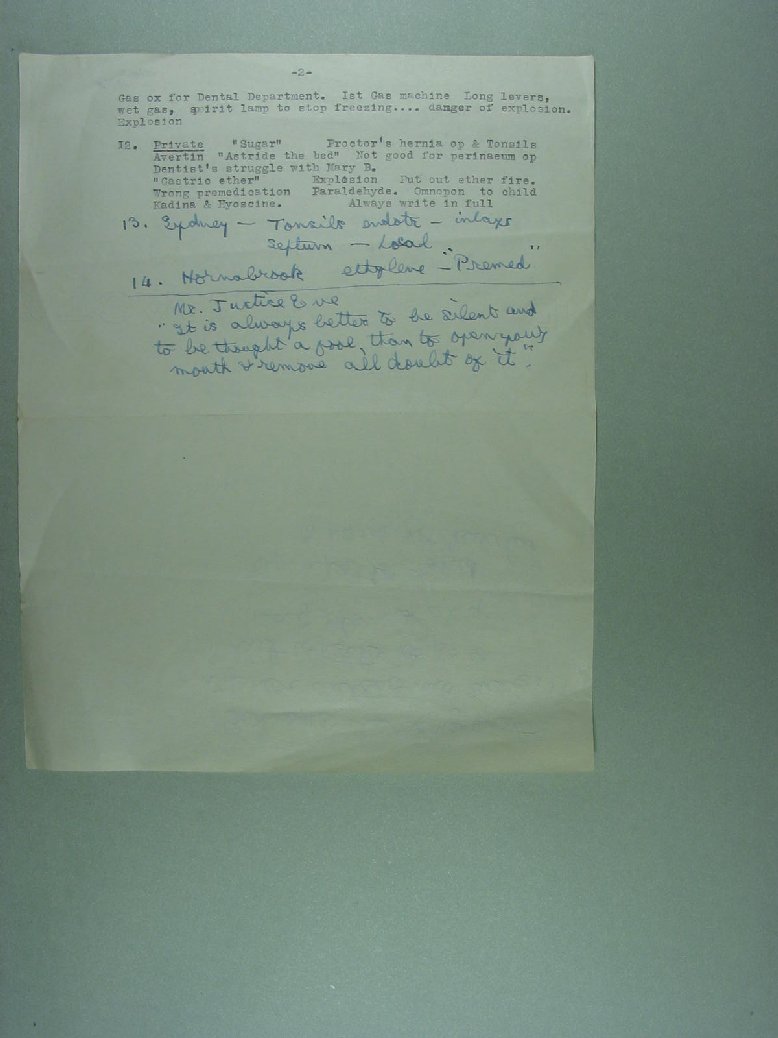 -2-
Gas ox for Dental Department. Ist Gas machine Long levers,
wet gas, spirit lamp to stop freezing.... danger of explosion.
Explosion
I2. Private "Sugar" Proctor's hernia op & Tonsils
Avertin "Astride the bed" Not good for perinaeum op
Dentist's struggle with Mary B.
"Gastric ether" Explosion Put out ether fire.
Wrong premedication Paraldehyde. Omnopon to child
Kadina & Hyoscine. Always write in full
13. Sydney - Tonsils endotr -
Septum - Local
14. Hornabrook ethylene - "Premed"
Mr. Justice
"It is always better to be silent and
to be thought a fool, than to open your
mouth & remove all doubt of it".